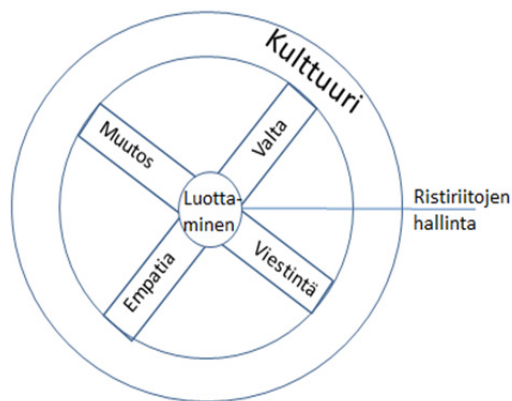 Kulttuuri
Muutos
Valta
Luotta-
minen
Ristiriitojen
hallinta
Empatia
Viestintä